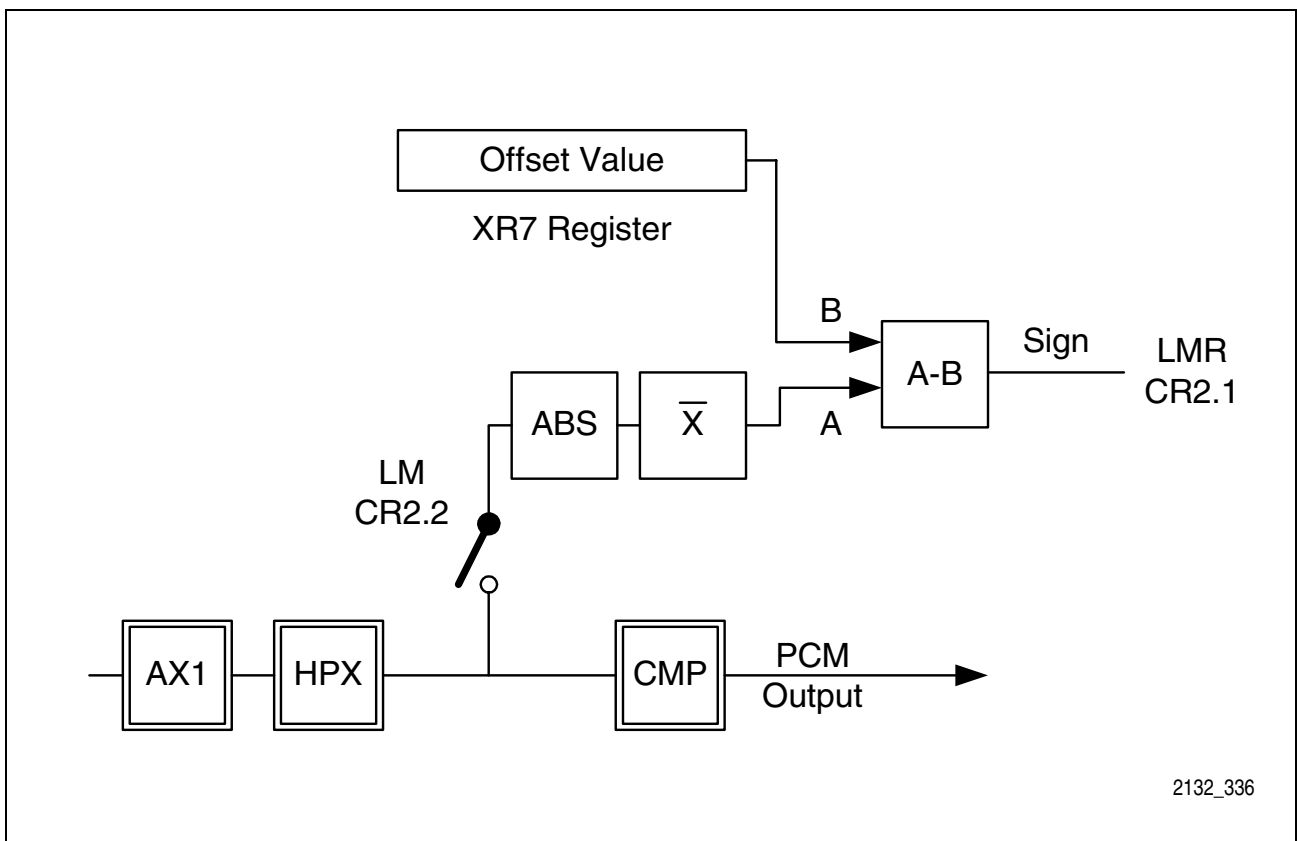 Offset Value
XR7 Register
B
Sign
LMR
CR2.1
A-B
ABS
X̅
A
LM
CR2.2
AX1
HPX
CMP
PCM
Output
2132_336